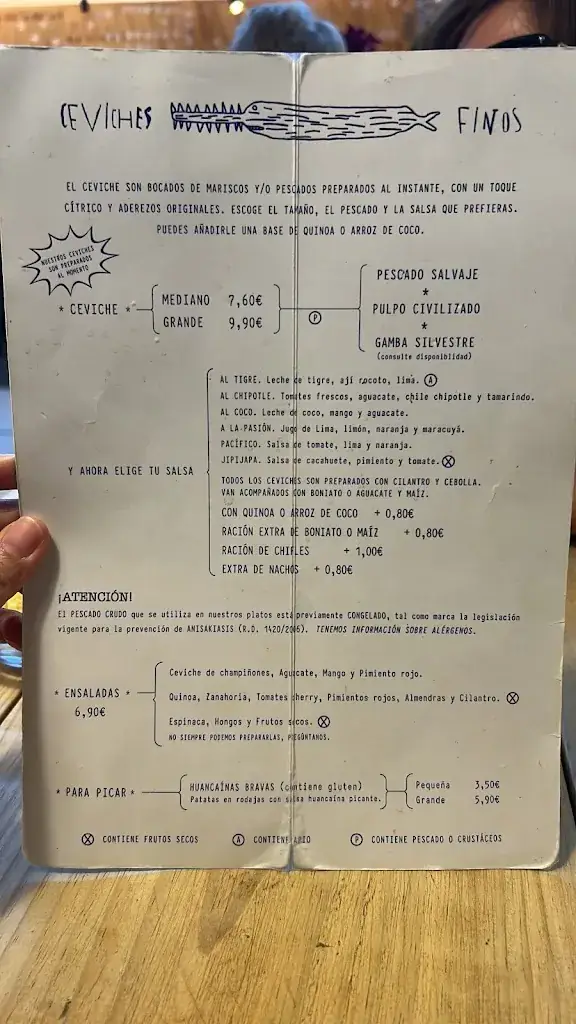 CEVICHES FINOS
EL CEVICHE SON BOCADOS DE MARISCOS Y/O PESCADOS PREPARADOS AL INSTANTE, CON UN TOQUE
CÍTRICO Y ADEREZOS ORIGINALES. ESCOGE EL TAMAÑO, EL PESCADO Y LA SALSA QUE PREFIERAS.
PUEDES AÑADIRLE UNA BASE DE QUINOA O ARROZ DE COCO.
NUESTROS CEVICHES
SON PREPARADOS
AL MOMENTO
* CEVICHE *
MEDIANO 7,60€
GRANDE 9,90€
P
PESCADO SALVAJE
*
PULPO CIVILIZADO
*
GAMBA SILVESTRE
(consulte disponiblidad)
Y AHORA ELIGE TU SALSA
AL TIGRE. Leche de tigre, ají rocoto, lima. A
AL CHIPOTLE. Tomates frescos, aguacate, chile chipotle y tamarindo.
AL COCO. Leche de coco, mango y aguacate.
A LA PASIÓN. Jugo de Lima, limón, naranja y maracuyá.
PACÍFICO. Salsa de tomate, lima y naranja.
JIPIJAPA. Salsa de cacahuete, pimiento y tomate. X
TODOS LOS CEVICHES SON PREPARADOS CON CILANTRO Y CEBOLLA.
VAN ACOMPAÑADOS CON BONIATO O AGUACATE Y MAÍZ.
CON QUINOA O ARROZ DE COCO + 0,80€
RACIÓN EXTRA DE BONIATO O MAÍZ + 0,80€
RACIÓN DE CHIFLES + 1,00€
EXTRA DE NACHOS + 0,80€
¡ATENCIÓN!
El PESCADO CRUDO que se utiliza en nuestros platos está previamente CONGELADO, tal como marca la legislación
vigente para la prevención de ANISAKIASIS (R.D. 1420/2006). TENEMOS INFORMACIÓN SOBRE ALÉRGENOS.
* ENSALADAS *
6,90€
Ceviche de champiñones, Aguacate, Mango y Pimiento rojo.
Quinoa, Zanahoria, Tomates cherry, Pimientos rojos, Almendras y Cilantro. X
Espinaca, Hongos y Frutos secos. X
NO SIEMPRE PODEMOS PREPARARLAS, PREGÚNTANOS.
* PARA PICAR *
HUANCAÍNAS BRAVAS (contiene gluten)
Patatas en rodajas con salsa huancaína picante.
Pequeña 3,50€
Grande 5,90€
X CONTIENE FRUTOS SECOS
A CONTIENE APIO
P CONTIENE PESCADO O CRUSTÁCEOS